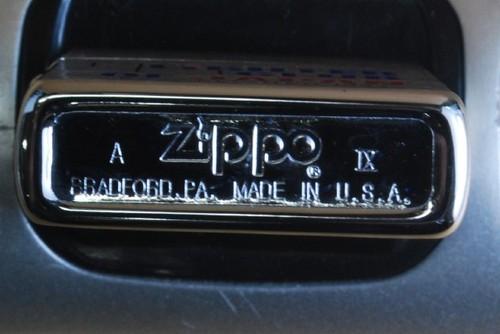 A Zippo® IX
BRADFORD.PA. MADE IN U.S.A.